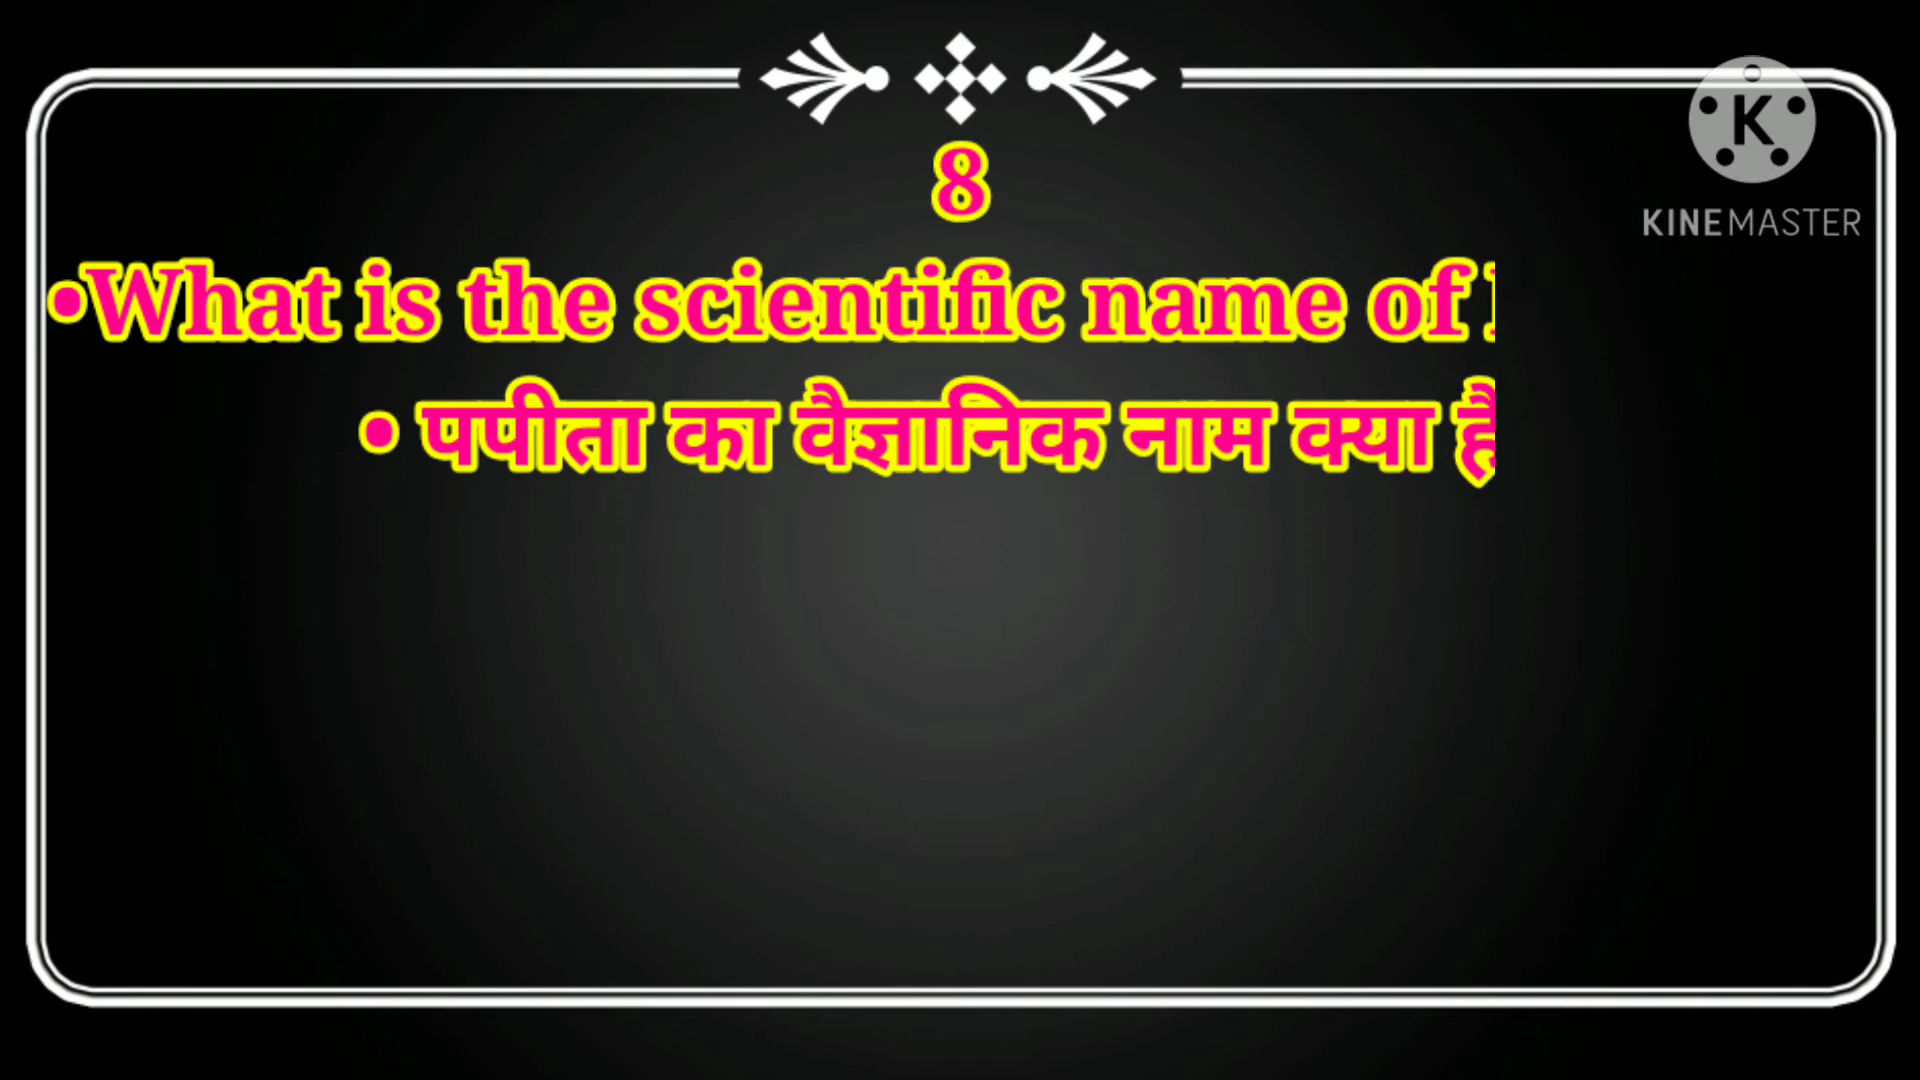 8
•What is the scientific name of
• पपीता का वैज्ञानिक नाम क्या है
K
KINEMASTER